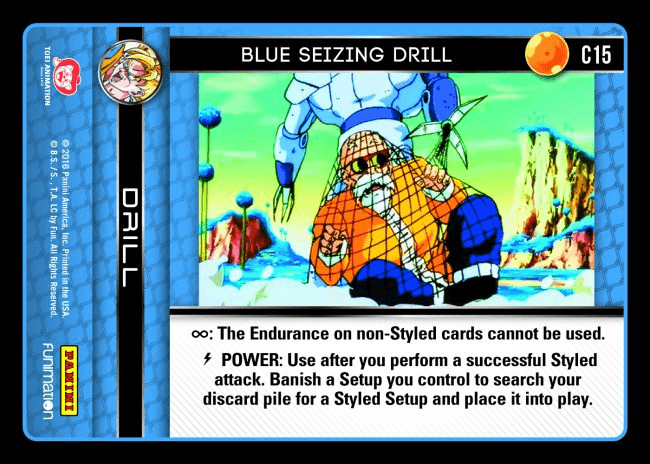 BLUE SEIZING DRILL
C15
DRILL
TOEI ANIMATION
© 2016 Panini America, Inc. Printed in the USA.
© B.S./ S., T.A. LC by Fun. All Rights Reserved.
PANINI
FUNIMATION
∞: The Endurance on non-Styled cards cannot be used.
POWER: Use after you perform a successful Styled
attack. Banish a Setup you control to search your
discard pile for a Styled Setup and place it into play.